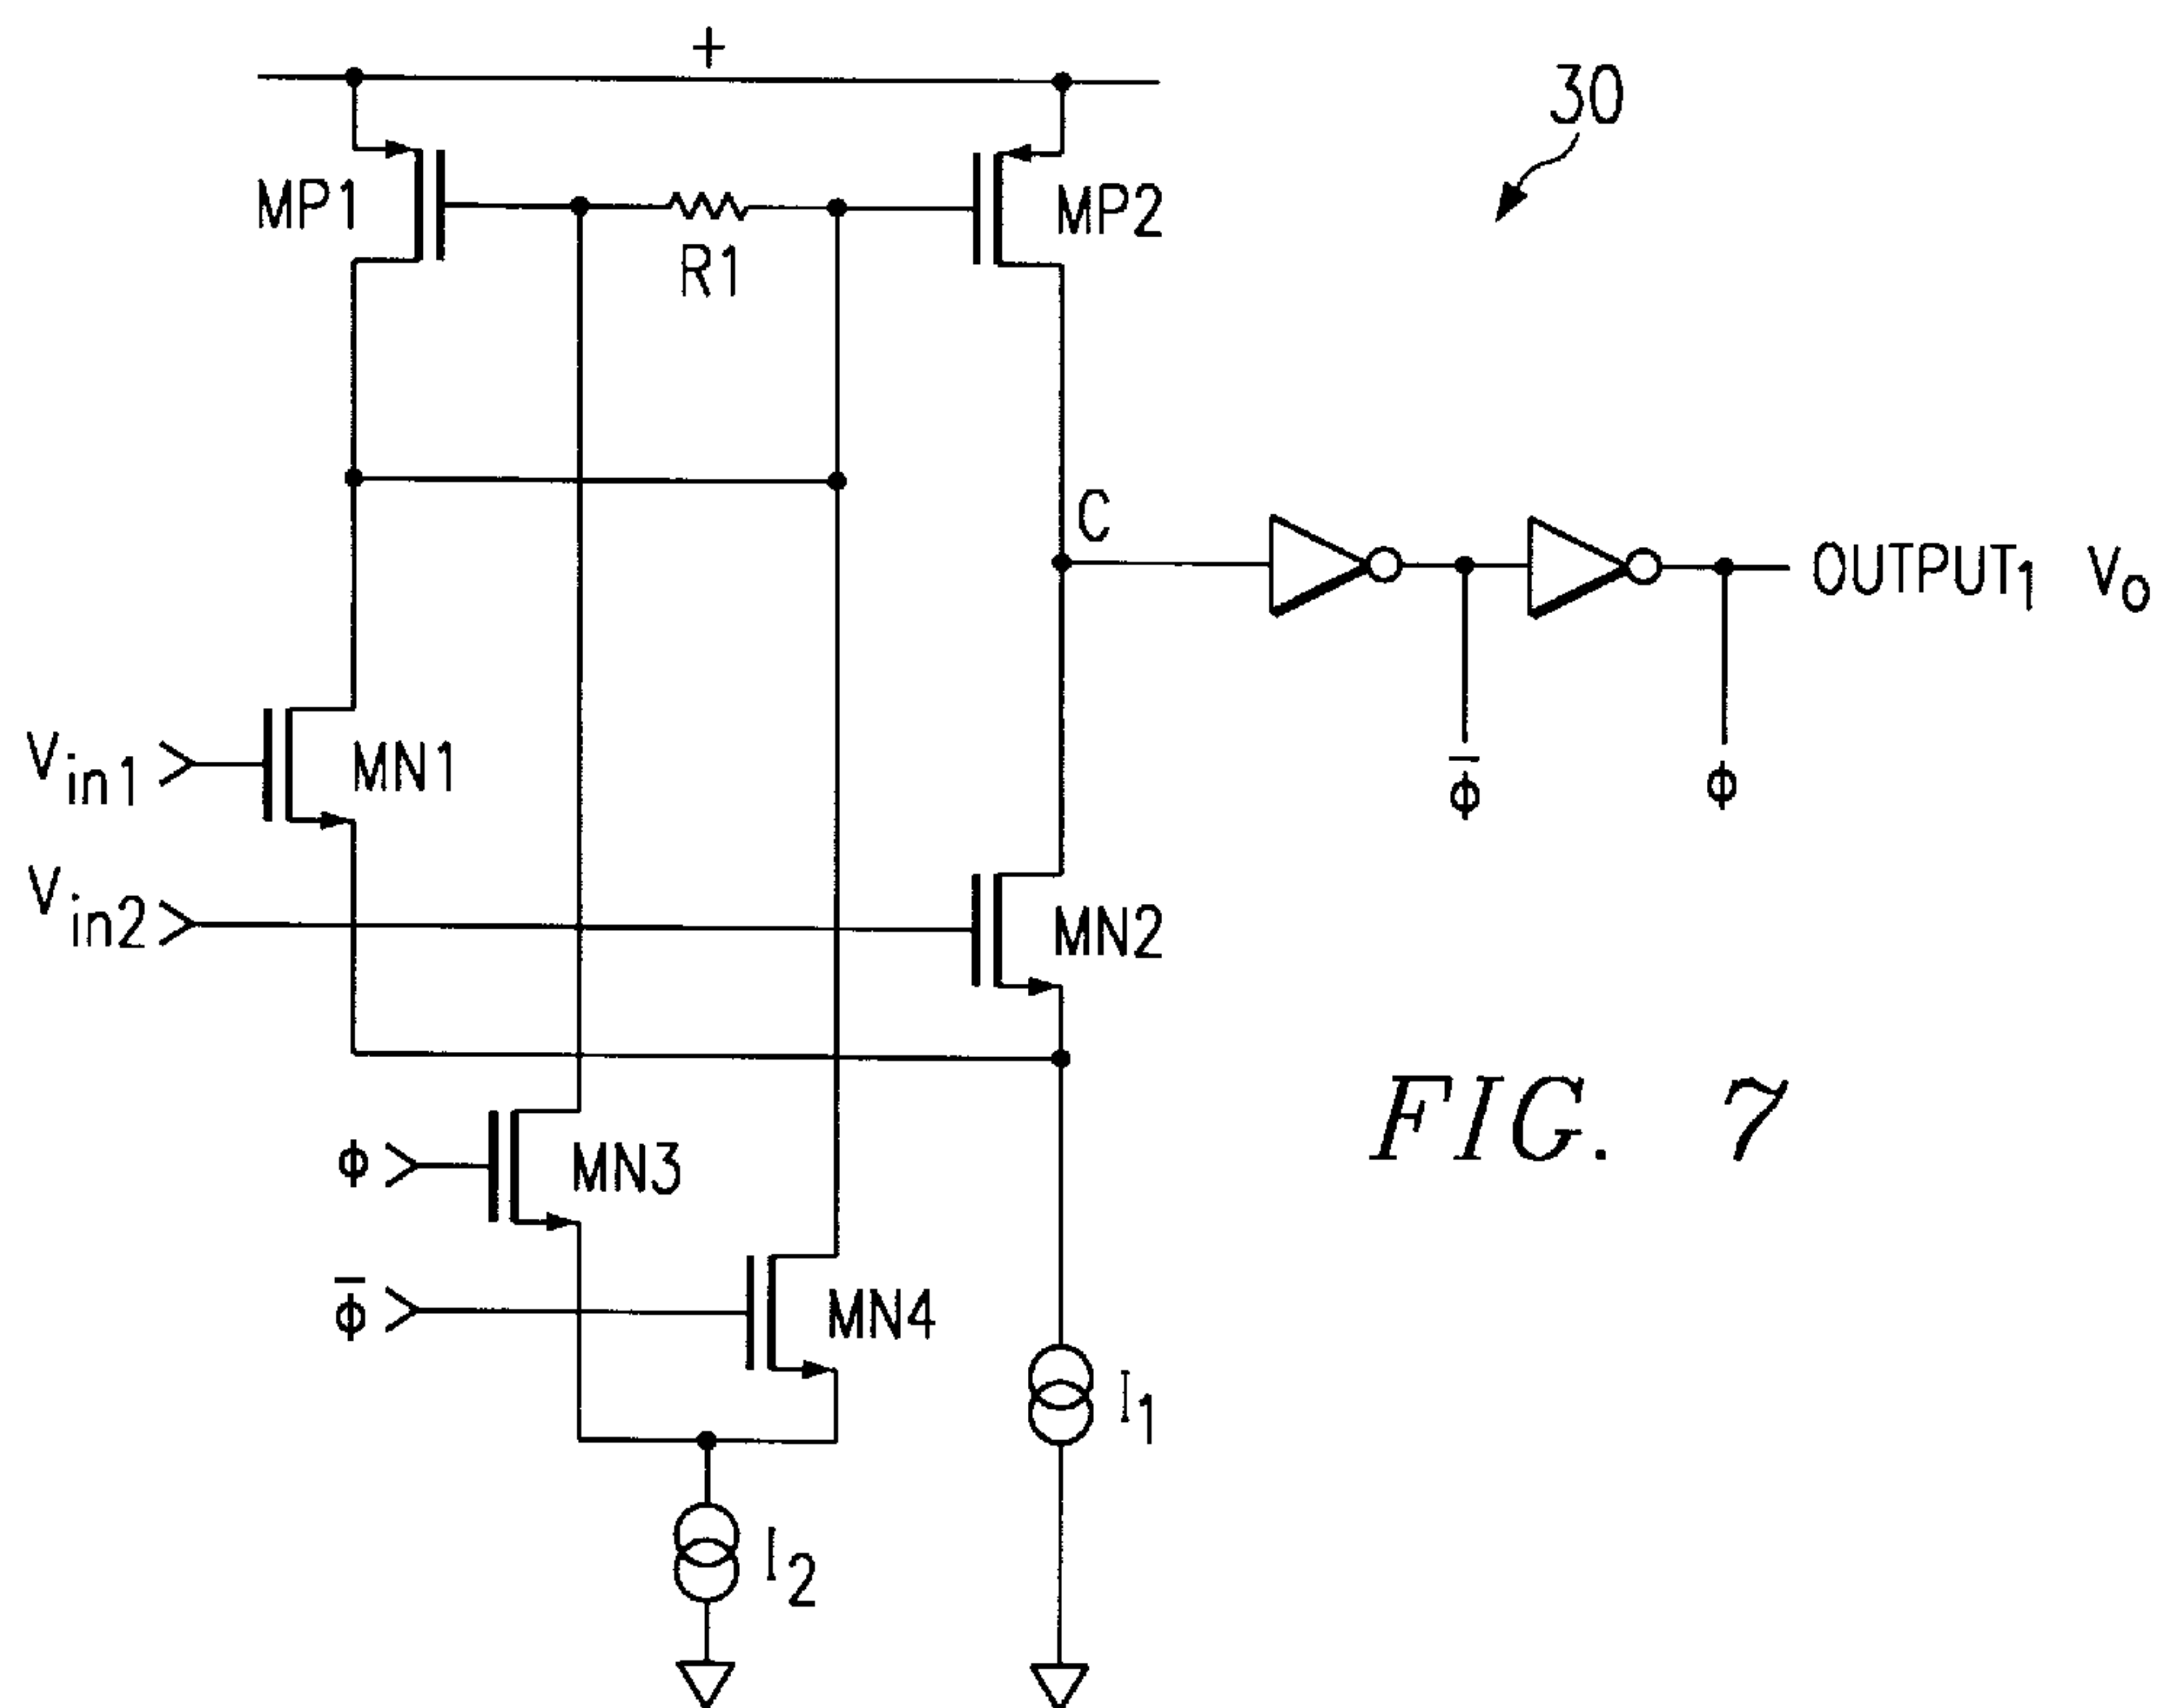 +
30
MP1
R1
MP2
C
OUTPUT1 Vo
Vin1
MN1
Φ̅
Φ
Vin2
MN2
FIG. 7
Φ
MN3
Φ̅
MN4
I1
I2